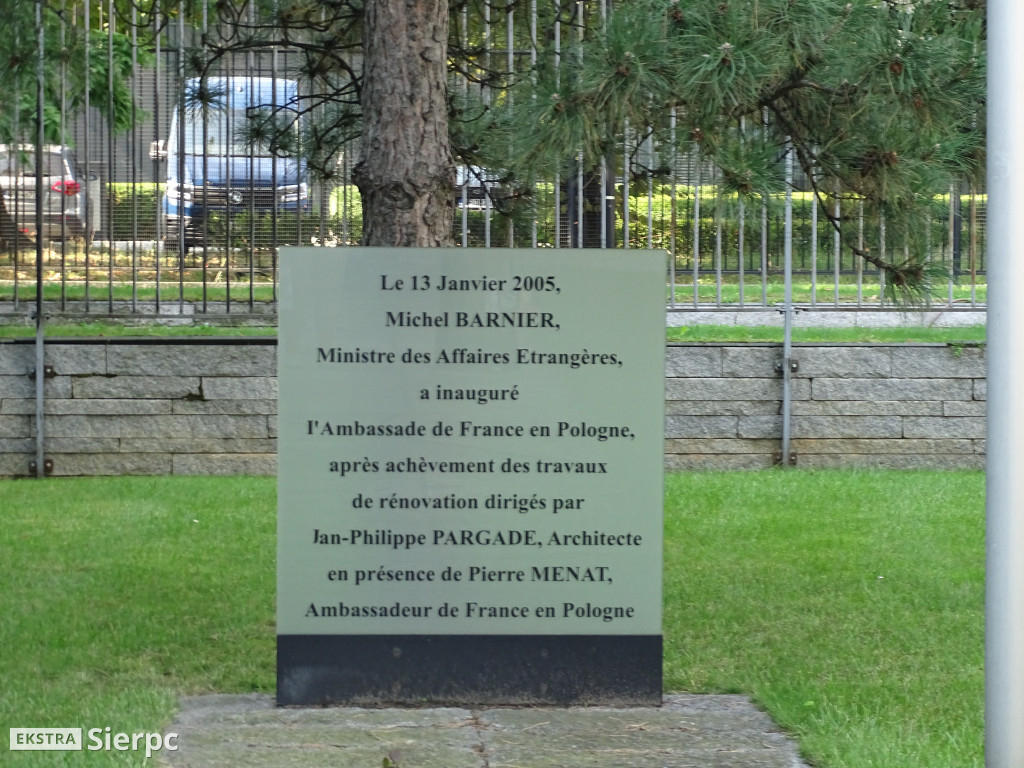 Le 13 Janvier 2005,
Michel BARNIER,
Ministre des Affaires Etrangères,
a inauguré
l'Ambassade de France en Pologne,
après achèvement des travaux
de rénovation dirigés par
Jan-Philippe PARGADE, Architecte
en présence de Pierre MENAT,
Ambassadeur de France en Pologne
EKSTRA Sierpc